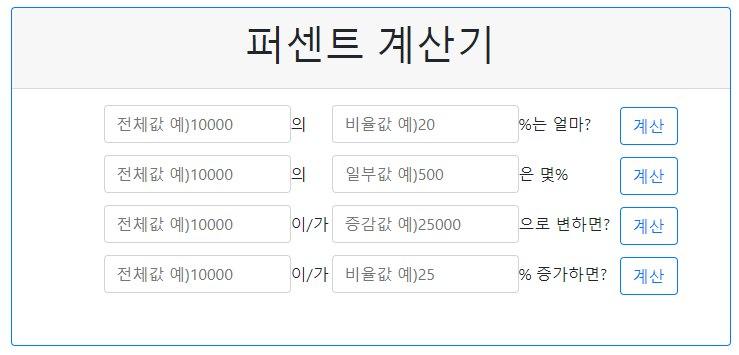 퍼센트 계산기
전체값 예)10000 의 비율값 예)20 %는 얼마? 계산
전체값 예)10000 의 일부값 예)500 은 몇% 계산
전체값 예)10000 이/가 증감값 예)25000 으로 변하면? 계산
전체값 예)10000 이/가 비율값 예)25 % 증가하면? 계산